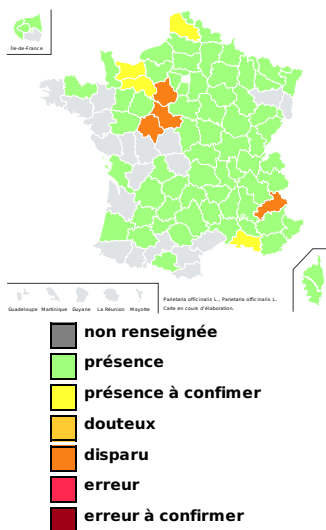 Île-de-France
Guadeloupe Martinique Guyane La Réunion Mayotte
Parietaria officinalis L., Parietaria officinalis L.
Carte en cours d'élaboration.
non renseignée
présence
présence à confimer
douteux
disparu
erreur
erreur à confirmer